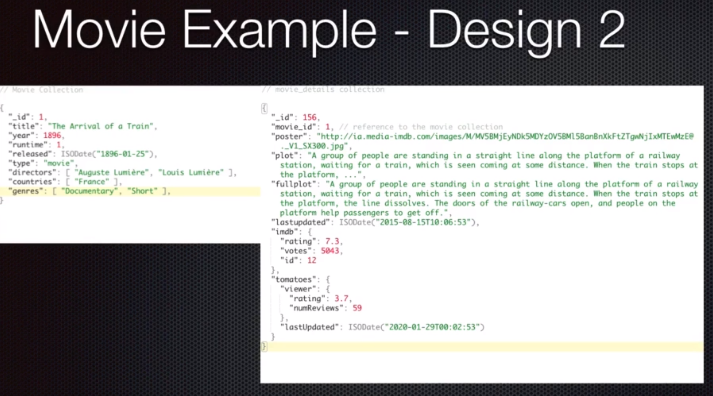 Movie Example - Design 2
// Movie Collection
{
"_id": 1,
"title": "The Arrival of a Train",
"year": 1896,
"runtime": 1,
"released": ISODate("1896-01-25"),
"type": "movie",
"directors": [ "Auguste Lumière", "Louis Lumière" ],
"countries": [ "France" ],
"genres": [ "Documentary", "Short" ],
}
// movie_details collection
{
"_id": 156,
"movie_id": 1, // reference to the movie collection
"poster": "http://ia.media-imdb.com/images/M/MV5BMjEyNDk5MDYzOV5BMl5BanBnXkFtZTgwNjIxMTEwMzE@
._V1_SX300.jpg",
"plot": "A group of people are standing in a straight line along the platform of a railway
station, waiting for a train, which is seen coming at some distance. When the train stops at
the platform, ...",
"fullplot": "A group of people are standing in a straight line along the platform of a railway
station, waiting for a train, which is seen coming at some distance. When the train stops at
the platform, the line dissolves. The doors of the railway-cars open, and people on the
platform help passengers to get off.",
"lastupdated": ISODate("2015-08-15T10:06:53"),
"imdb": {
"rating": 7.3,
"votes": 5043,
"id": 12
},
"tomatoes": {
"viewer": {
"rating": 3.7,
"numReviews": 59
},
"lastUpdated": ISODate("2020-01-29T00:02:53")
}
}